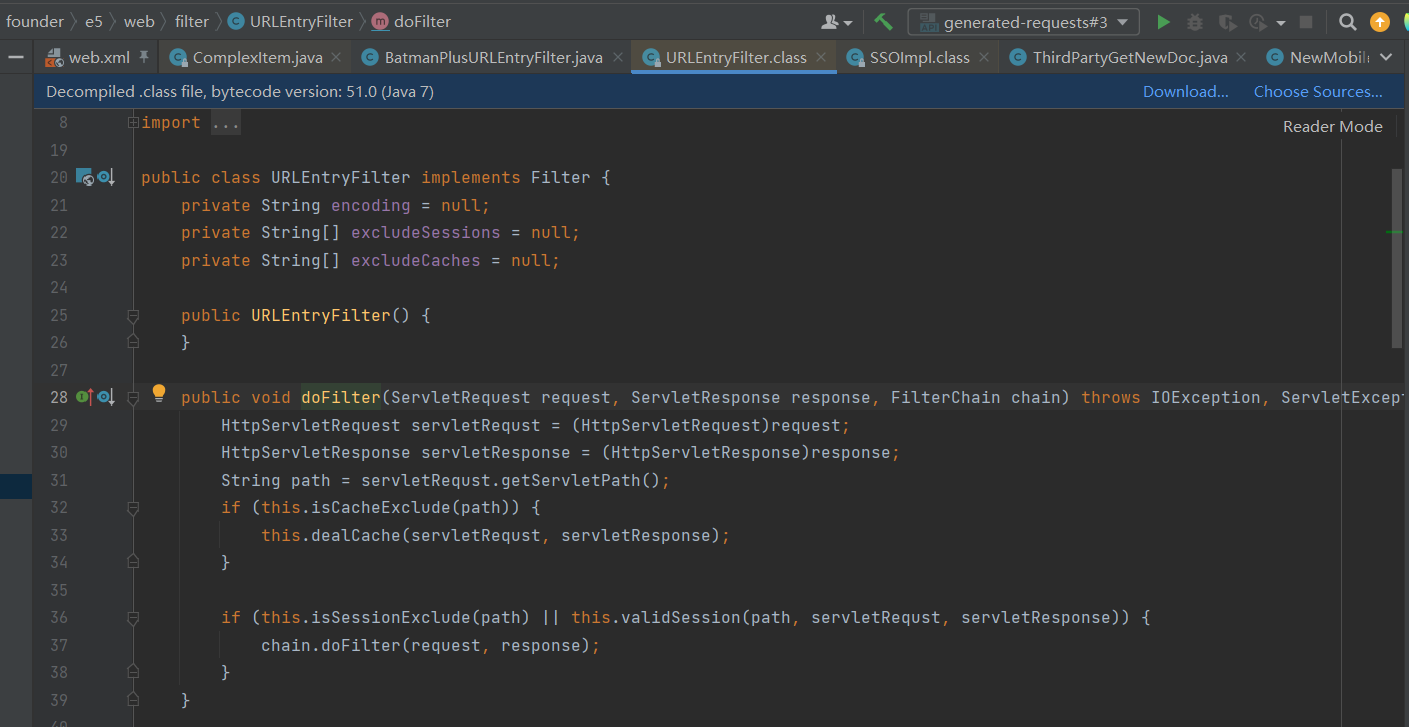 founder e5 web filter URLEntryFilter doFilter generated-requests#3
web.xml ComplexItem.java BatmanPlusURLEntryFilter.java URLEntryFilter.class SSOImpl.class ThirdPartyGetNewDoc.java NewMobil
Decompiled .class file, bytecode version: 51.0 (Java 7) Download... Choose Sources...
Reader Mode
8 import ...
19
20 public class URLEntryFilter implements Filter {
21 private String encoding = null;
22 private String[] excludeSessions = null;
23 private String[] excludeCaches = null;
24
25 public URLEntryFilter() {
26 }
27
28 public void doFilter(ServletRequest request, ServletResponse response, FilterChain chain) throws IOException, ServletExcept
29 HttpServletRequest servletRequst = (HttpServletRequest)request;
30 HttpServletResponse servletResponse = (HttpServletResponse)response;
31 String path = servletRequst.getServletPath();
32 if (this.isCacheExclude(path)) {
33 this.dealCache(servletRequst, servletResponse);
34 }
35
36 if (this.isSessionExclude(path) || this.validSession(path, servletRequst, servletResponse)) {
37 chain.doFilter(request, response);
38 }
39 }